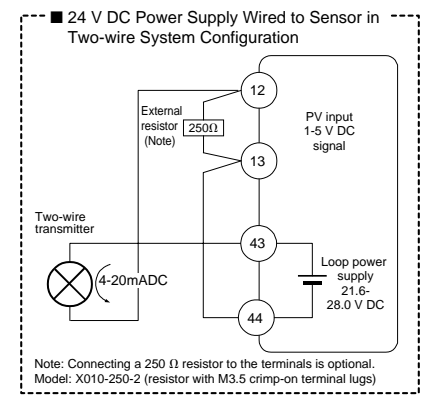 ■ 24 V DC Power Supply Wired to Sensor in
Two-wire System Configuration
12
External
resistor
(Note)
250Ω
PV input
1-5 V DC
signal
13
Two-wire
transmitter
43
4-20mADC
Loop power
supply
21.6-
28.0 V DC
44
Note: Connecting a 250 Ω resistor to the terminals is optional.
Model: X010-250-2 (resistor with M3.5 crimp-on terminal lugs)